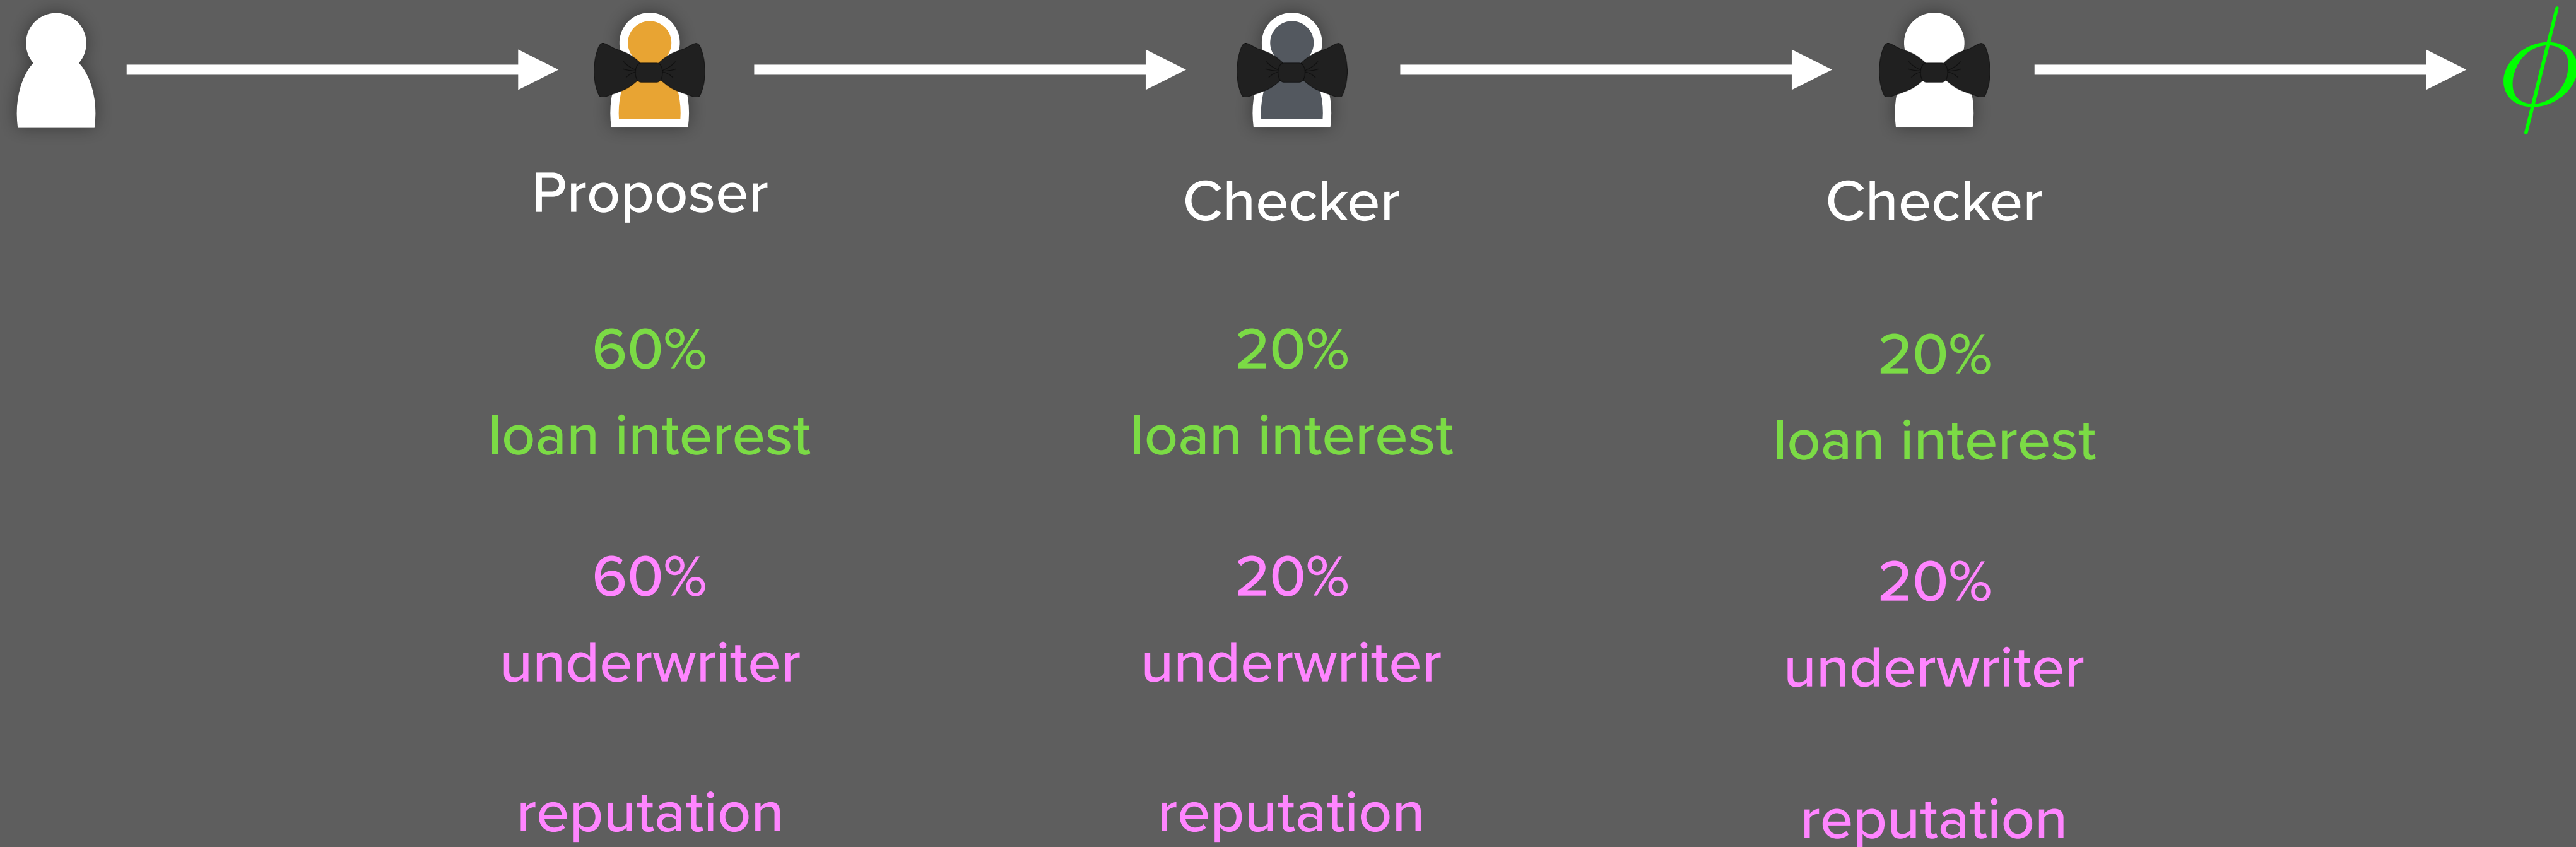 ϕ
Proposer
Checker
Checker
60%
loan interest
20%
loan interest
20%
loan interest
60%
underwriter
20%
underwriter
20%
underwriter
reputation
reputation
reputation